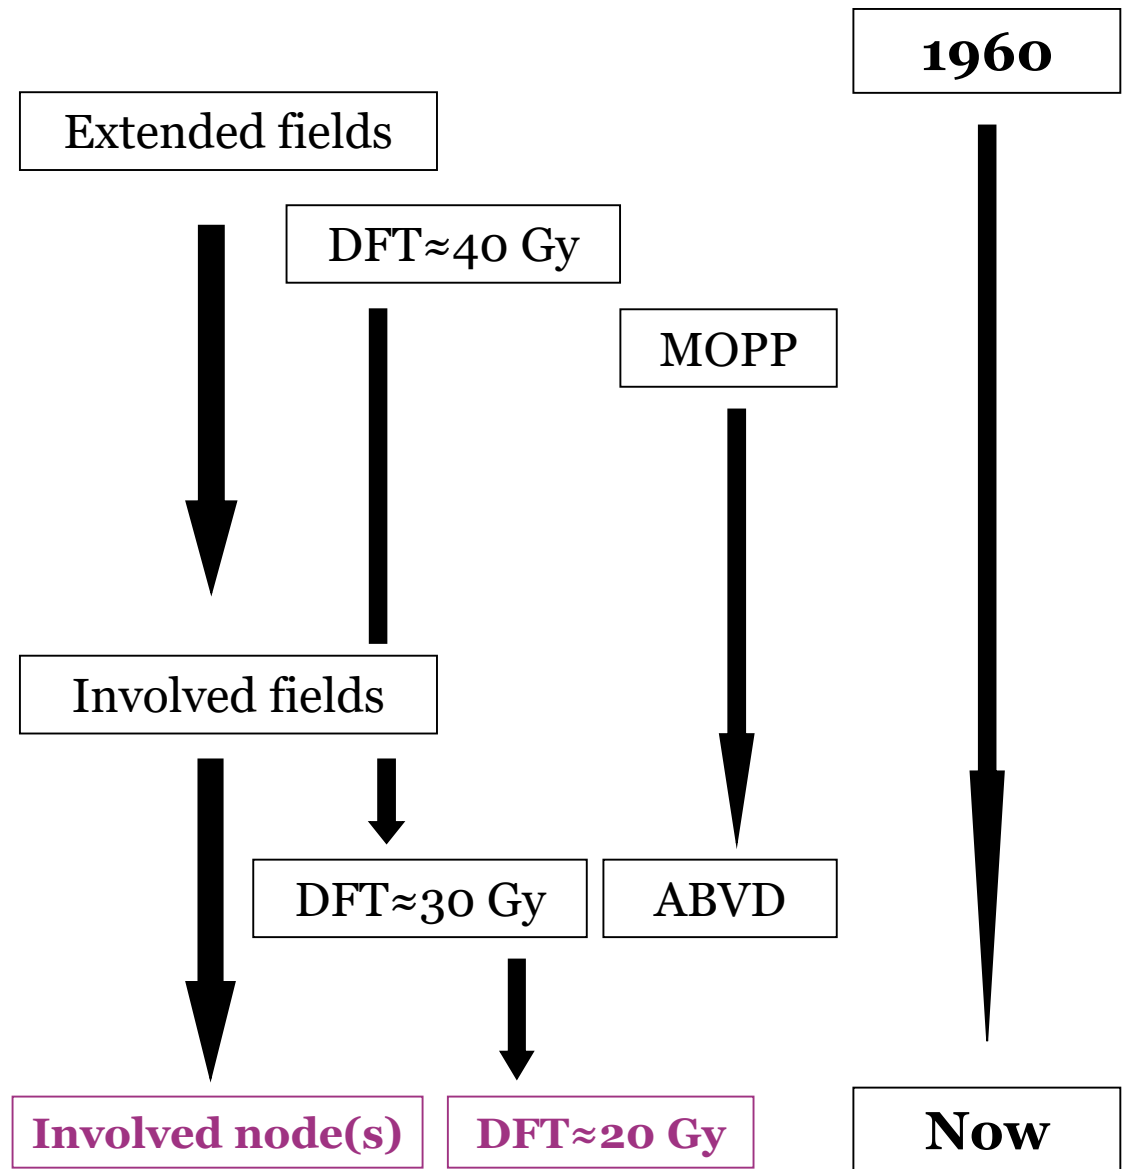 1960
Extended fields
DFT≈40 Gy
MOPP
Involved fields
DFT≈30 Gy
ABVD
Involved node(s)
DFT≈20 Gy
Now